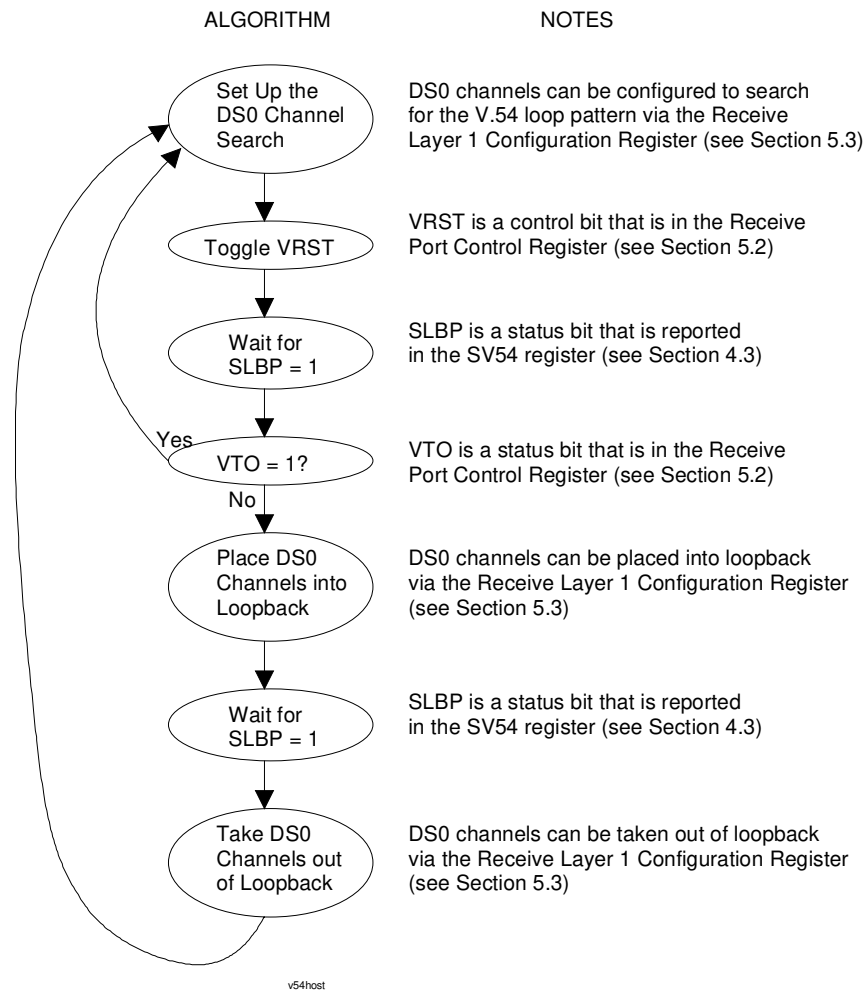 ALGORITHM NOTES
Set Up the
DS0 Channel
Search
DS0 channels can be configured to search
for the V.54 loop pattern via the Receive
Layer 1 Configuration Register (see Section 5.3)
Toggle VRST
VRST is a control bit that is in the Receive
Port Control Register (see Section 5.2)
Wait for
SLBP = 1
SLBP is a status bit that is reported
in the SV54 register (see Section 4.3)
Yes
VTO = 1?
VTO is a status bit that is in the Receive
Port Control Register (see Section 5.2)
No
Place DS0
Channels into
Loopback
DS0 channels can be placed into loopback
via the Receive Layer 1 Configuration Register
(see Section 5.3)
Wait for
SLBP = 1
SLBP is a status bit that is reported
in the SV54 register (see Section 4.3)
Take DS0
Channels out
of Loopback
DS0 channels can be taken out of loopback
via the Receive Layer 1 Configuration Register
(see Section 5.3)
v54host